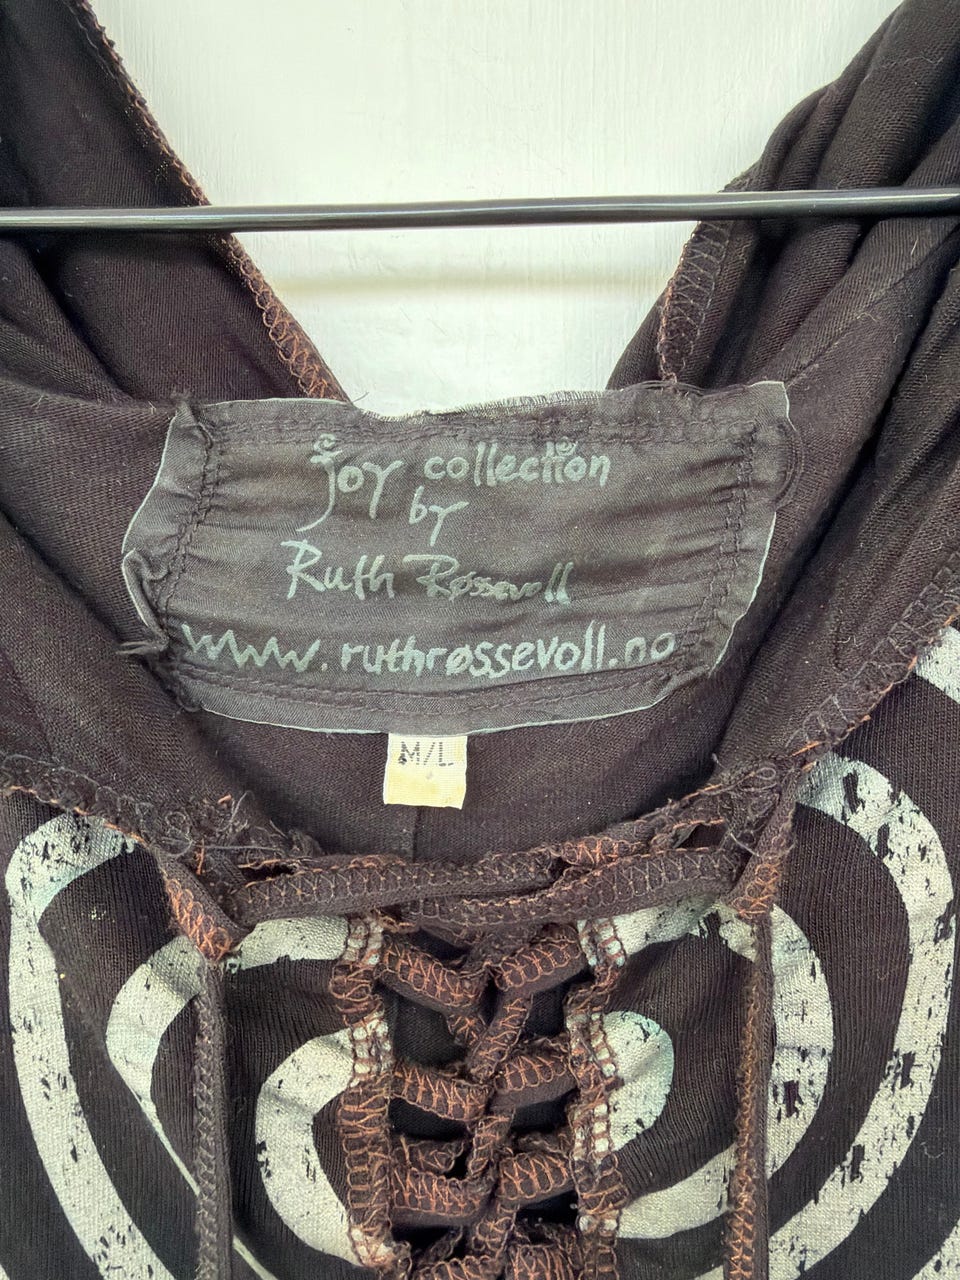 joy collection
by
Ruth Røssevoll
www.ruthrøssevoll.no
M/L